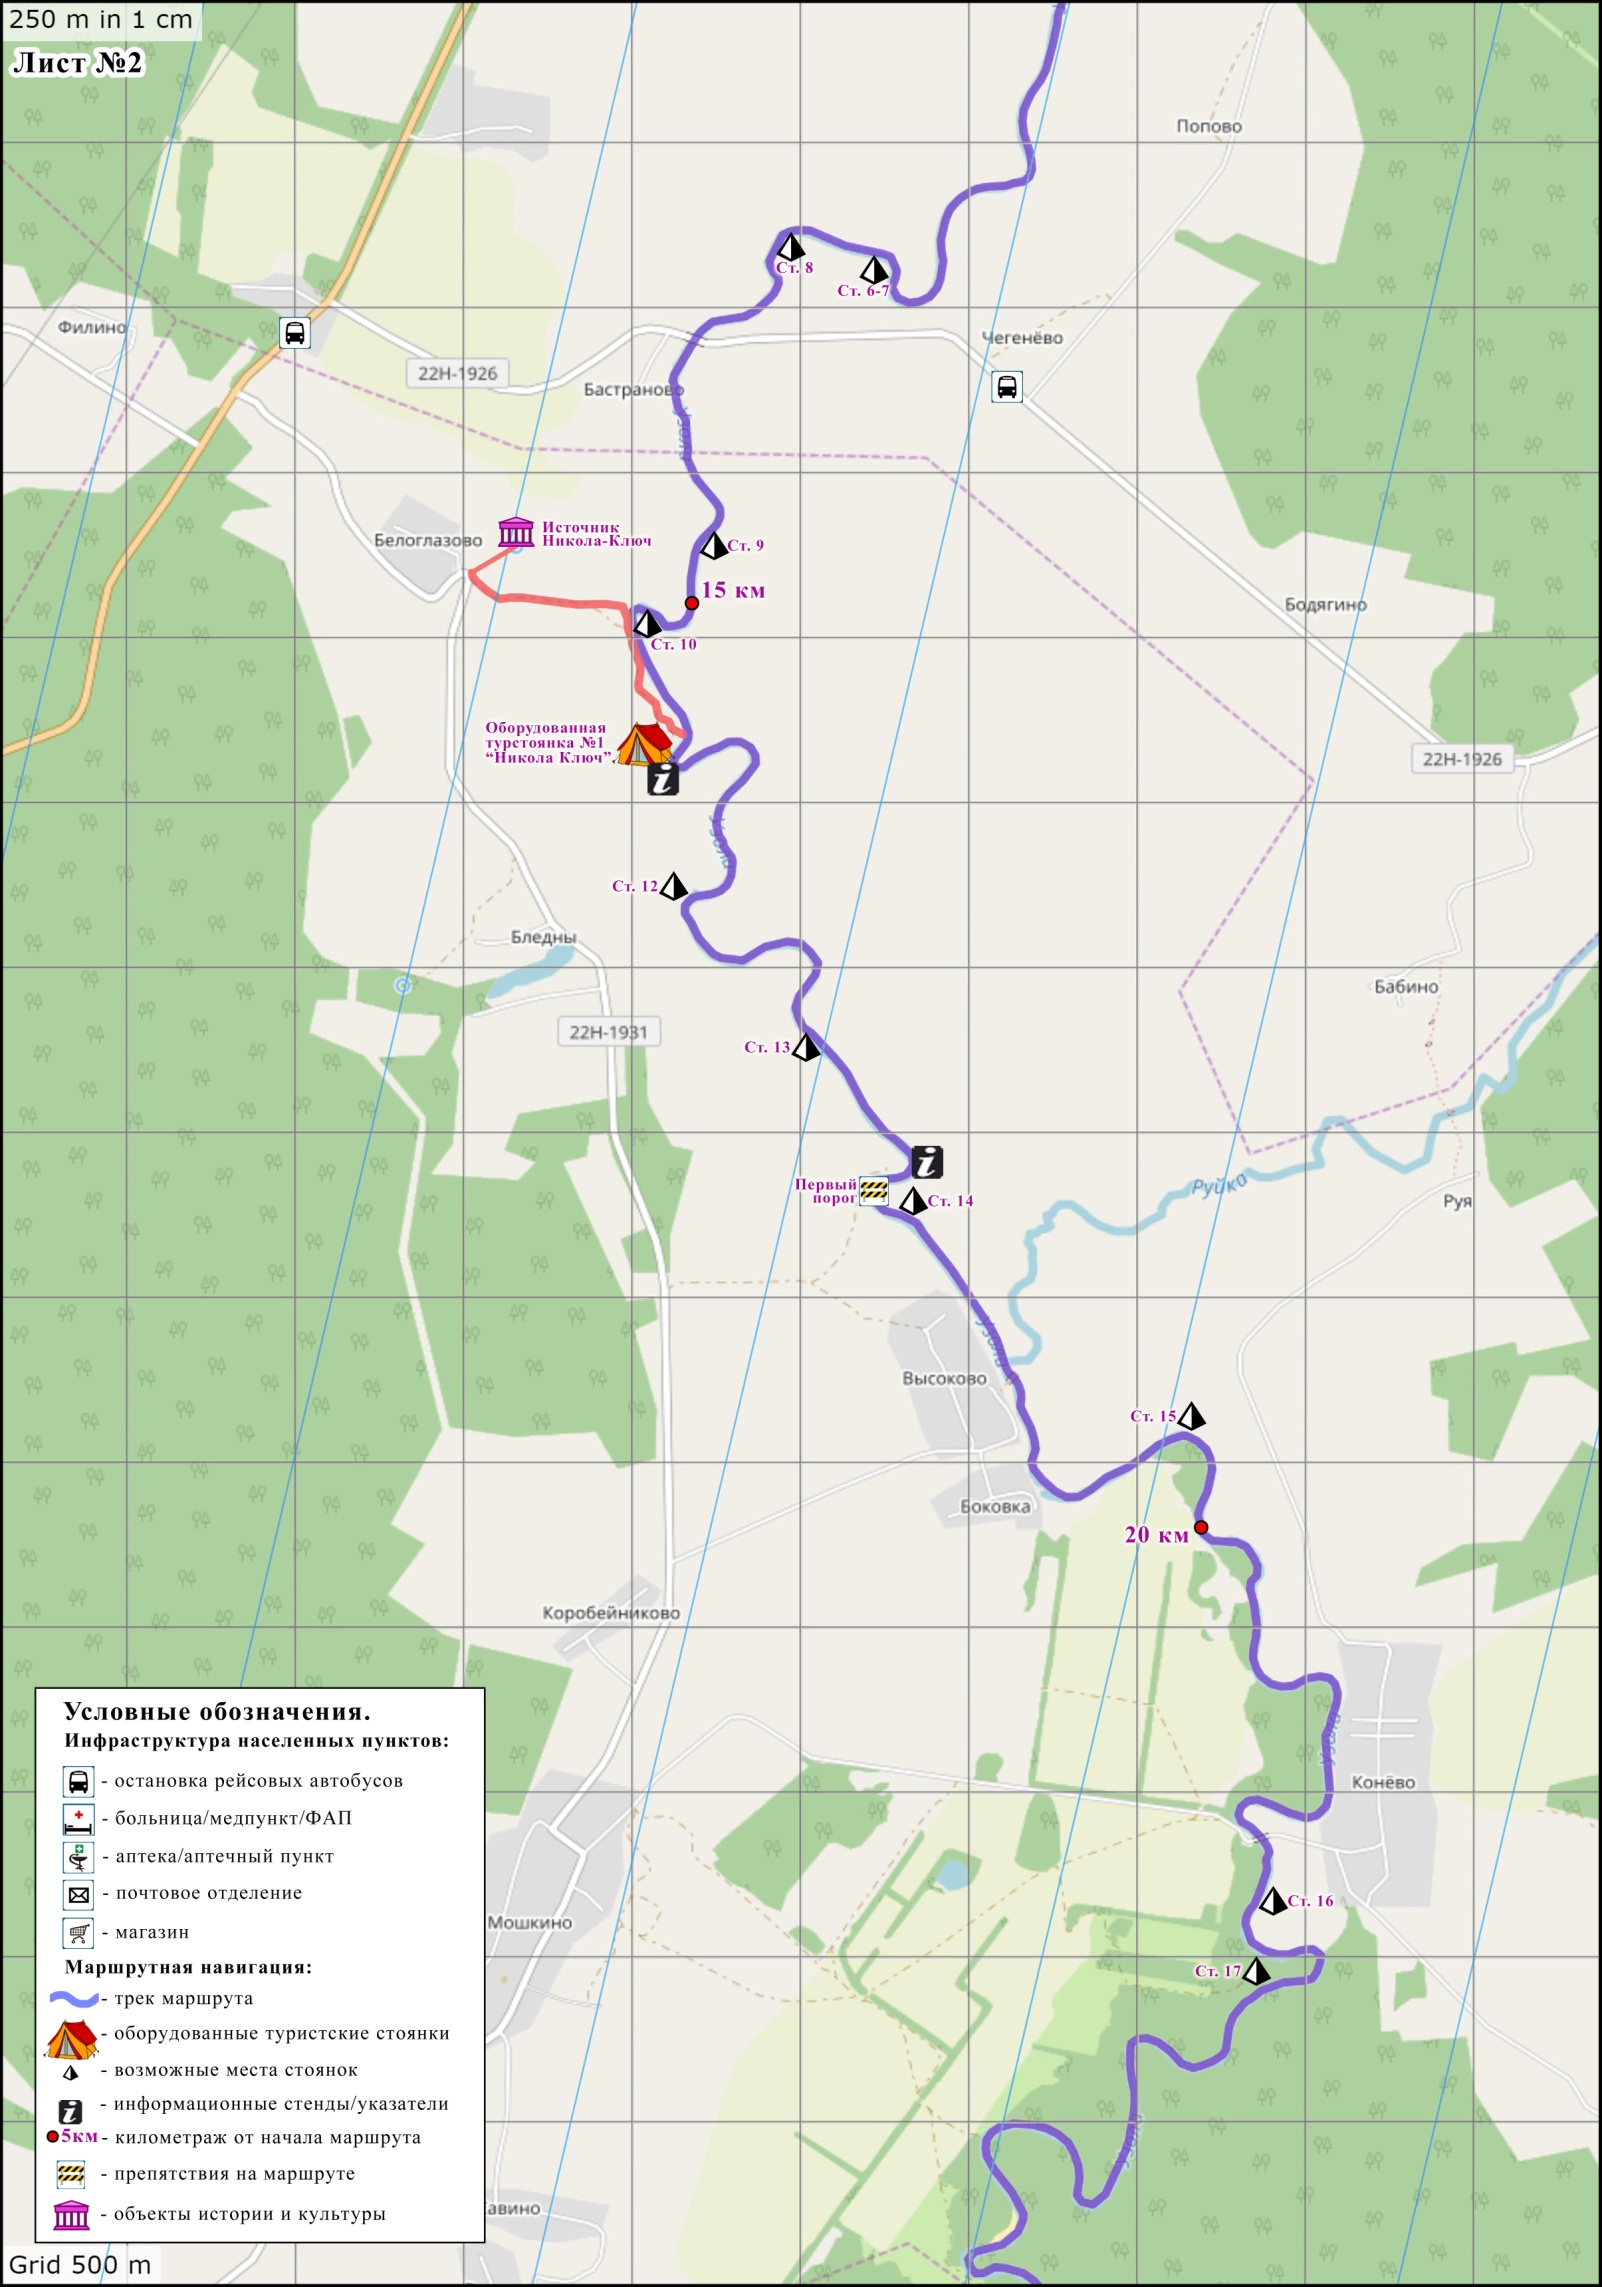 250 m in 1 cm
Лист №2
Попово
Ст. 8
Ст. 6-7
Филино
Чегенёво
22Н-1926
Бастраново
Узола
Источник
Никола-Ключ
Белоглазово
Ст. 9
15 км
Бодягино
Ст. 10
Оборудованная
турстоянка №1
“Никола Ключ”
22Н-1926
Узола
Ст. 12
Бледны
Бабино
22Н-1931
Ст. 13
Первый
порог
Руйка
Ст. 14
Руя
Узола
Высоково
Ст. 15
Боковка
20 км
Коробейниково
Узола
Конёво
Ст. 16
Мошкино
Ст. 17
Узола
Условные обозначения.
Инфраструктура населенных пунктов:
- остановка рейсовых автобусов
- больница/медпункт/ФАП
- аптека/аптечный пункт
- почтовое отделение
- магазин
Маршрутная навигация:
- трек маршрута
- оборудованные туристские стоянки
- возможные места стоянок
- информационные стенды/указатели
5км - километраж от начала маршрута
- препятствия на маршруте
- объекты истории и культуры
Grid 500 m